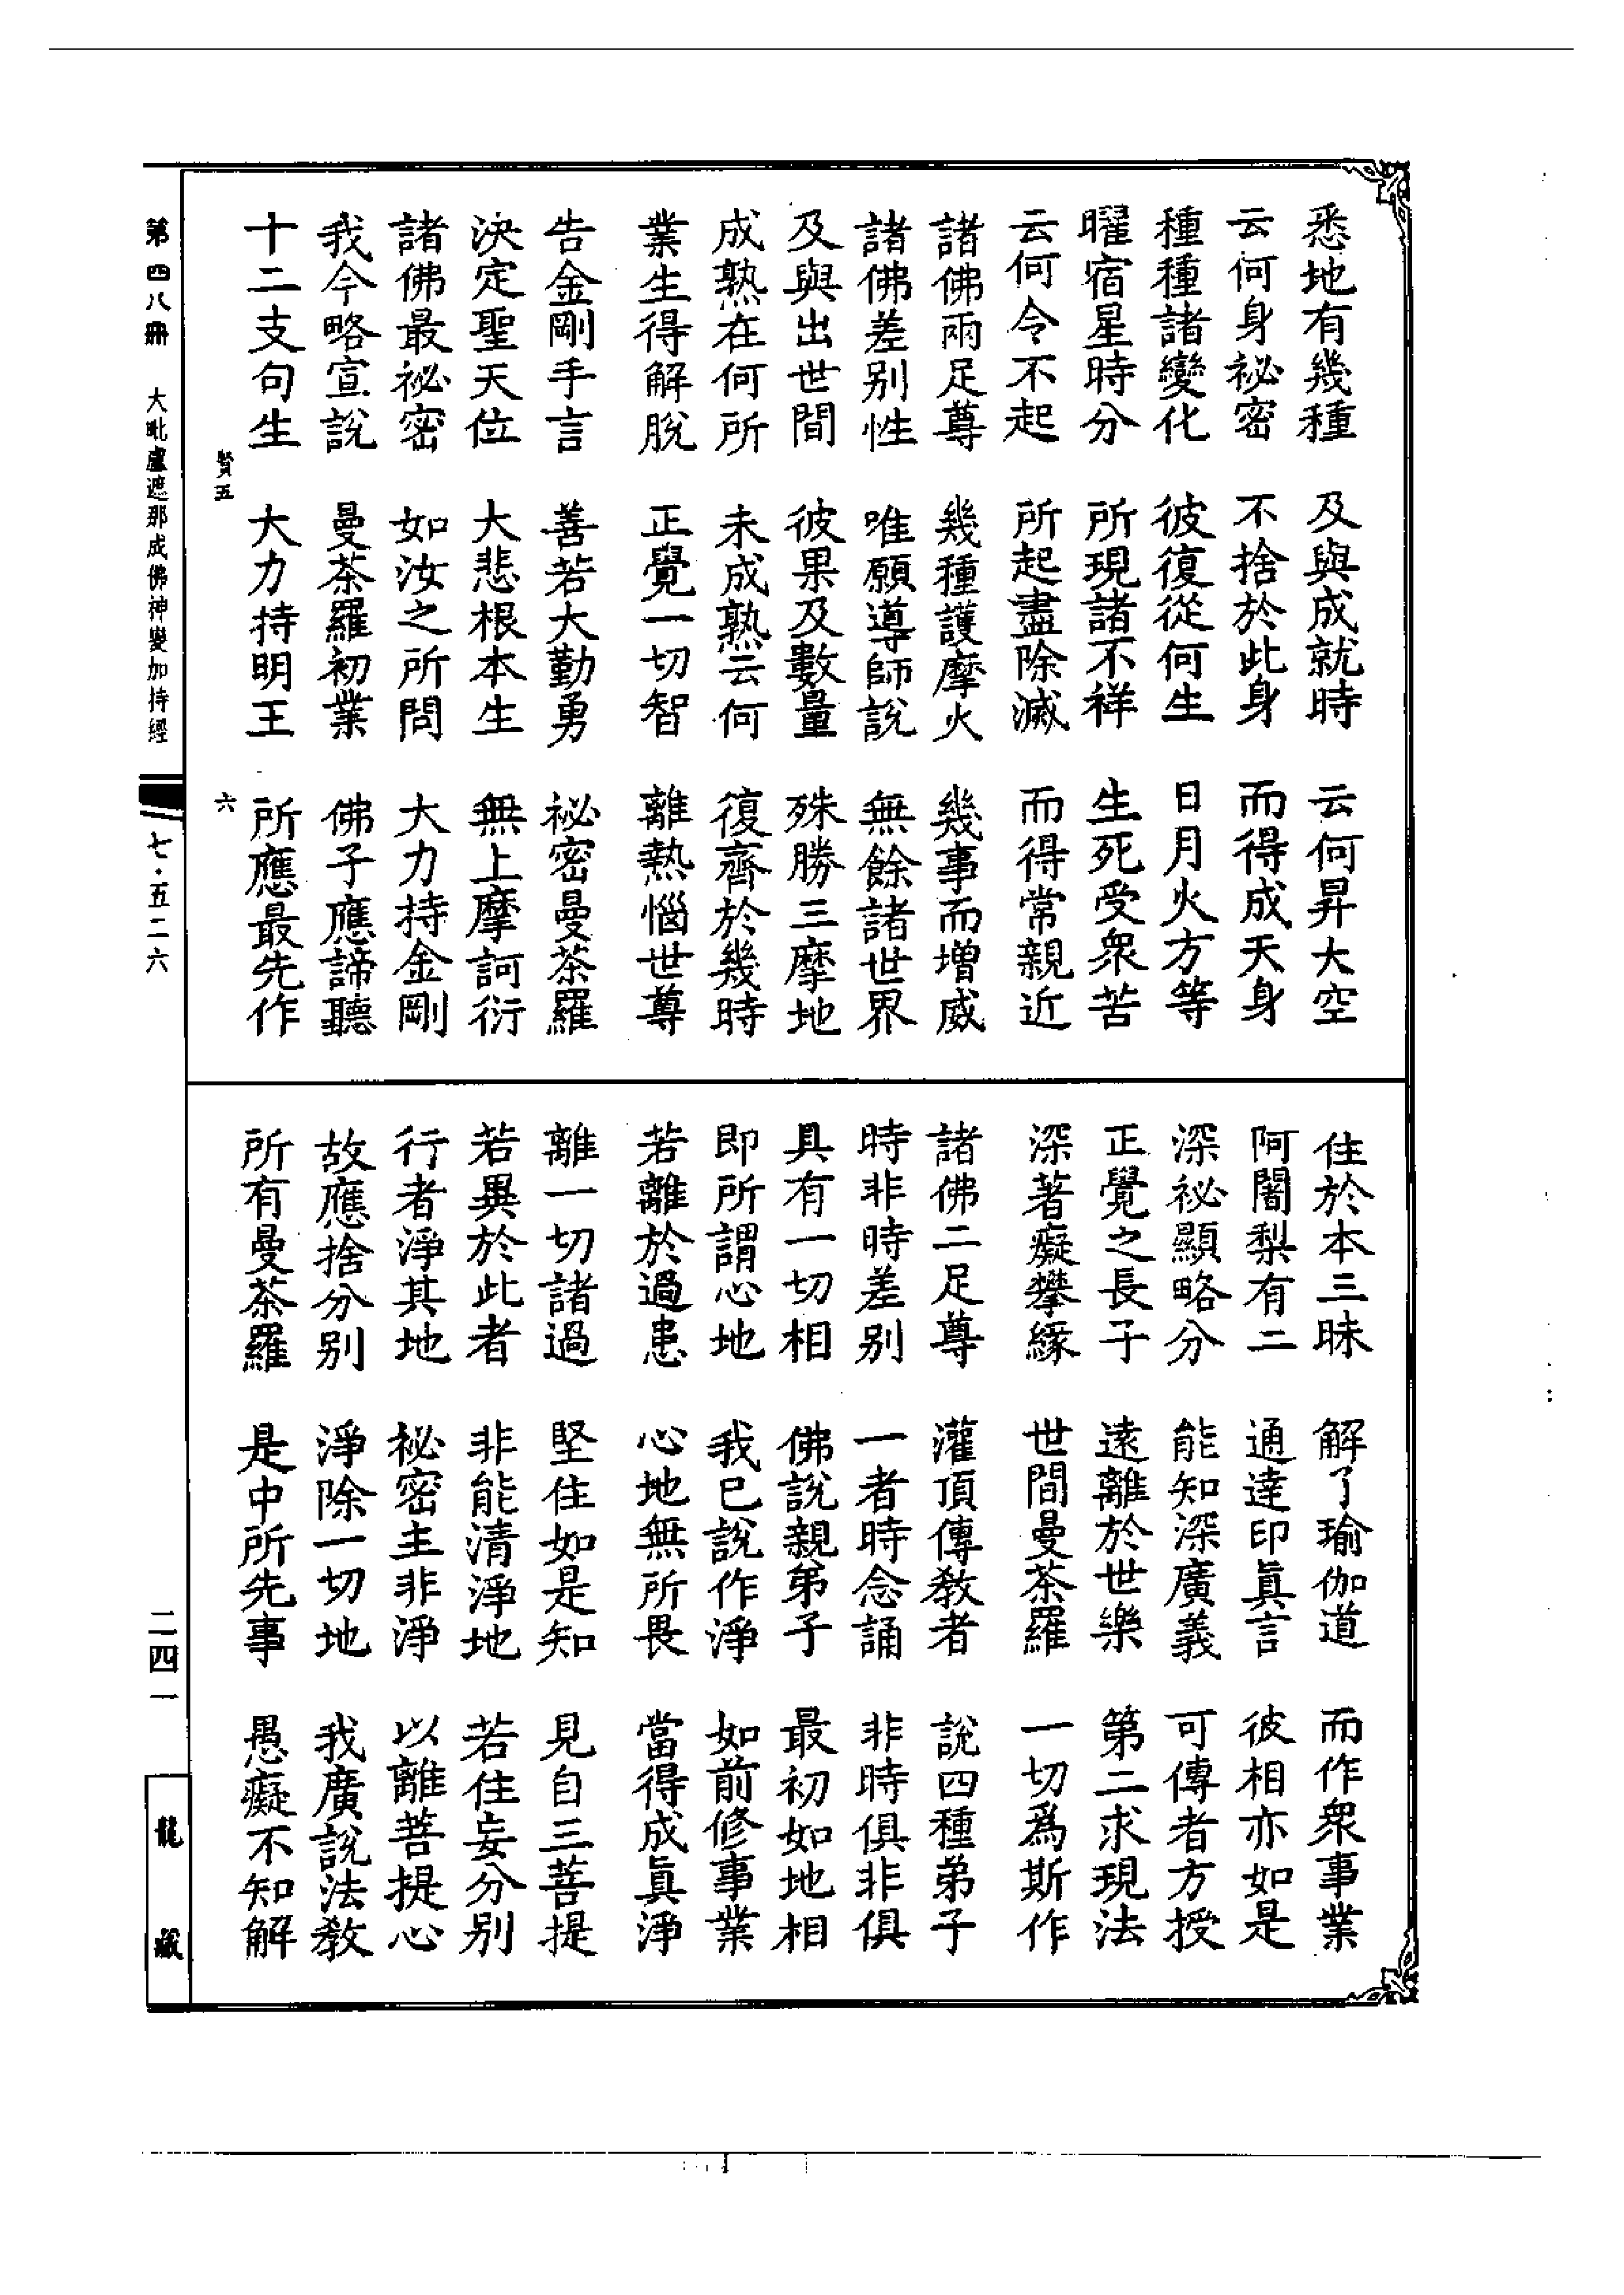 悉地有幾種　及與成就時　云何昇大空
云何身祕密　不捨於此身　而得成天身
種種諸變化　彼復從何生　日月火方等
曜宿星時分　所現諸不祥　生死受衆苦
云何令不起　所起盡除滅　而得常親近
諸佛兩足尊　幾種護摩火　幾事而增威
諸佛差别性　唯願導師說　無餘諸世界
及與出世間　彼果及數量　殊勝三摩地
成熟在何所　未成熟云何　復齊於幾時
業生得解脫　正覺一切智　離熱惱世尊
告金剛手言　善若大勤勇　祕密曼茶羅
決定聖天位　大悲根本生　無上摩訶衍
諸佛最祕密　如汝之所問　大力持金剛
我今略宣說　曼茶羅初業　佛子應諦聽
十二支句生　大力持明王　所應最先作
賢五　六
住於本三昧　解了瑜伽道　而作衆事業
阿闍梨有二　通達印眞言　彼相亦如是
深祕顯略分　能知深廣義　可傳者方授
正覺之長子　遠離於世樂　第二求現法
深著癡攀緣　世間曼茶羅　一切爲斯作
諸佛二足尊　灌頂傳敎者　說四種弟子
時非時差别　一者時念誦　非時俱非俱
具有一切相　佛說親弟子　最初如地相
即所謂心地　我已說作淨　如前修事業
若離於過患　心地無所畏　當得成眞淨
離一切諸過　堅住如是知　見自三菩提
若異於此者　非能清淨地　若住妄分别
行者淨其地　祕密主非淨　以離菩提心
故應捨分别　淨除一切地　我廣說法敎
所有曼茶羅　是中所先事　愚癡不知解
第四八冊　大毗盧遮那成佛神變加持經　七·五二六　二四一　龍藏